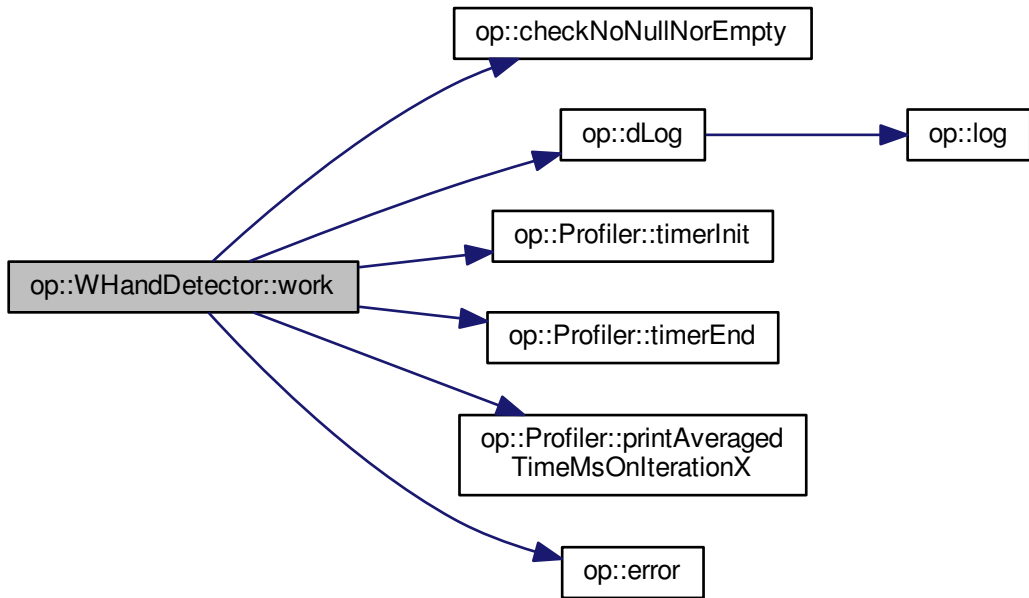 op::checkNoNullNorEmpty
op::dLog
op::log
op::Profiler::timerInit
op::WHandDetector::work
op::Profiler::timerEnd
op::Profiler::printAveraged
TimeMsOnIterationX
op::error